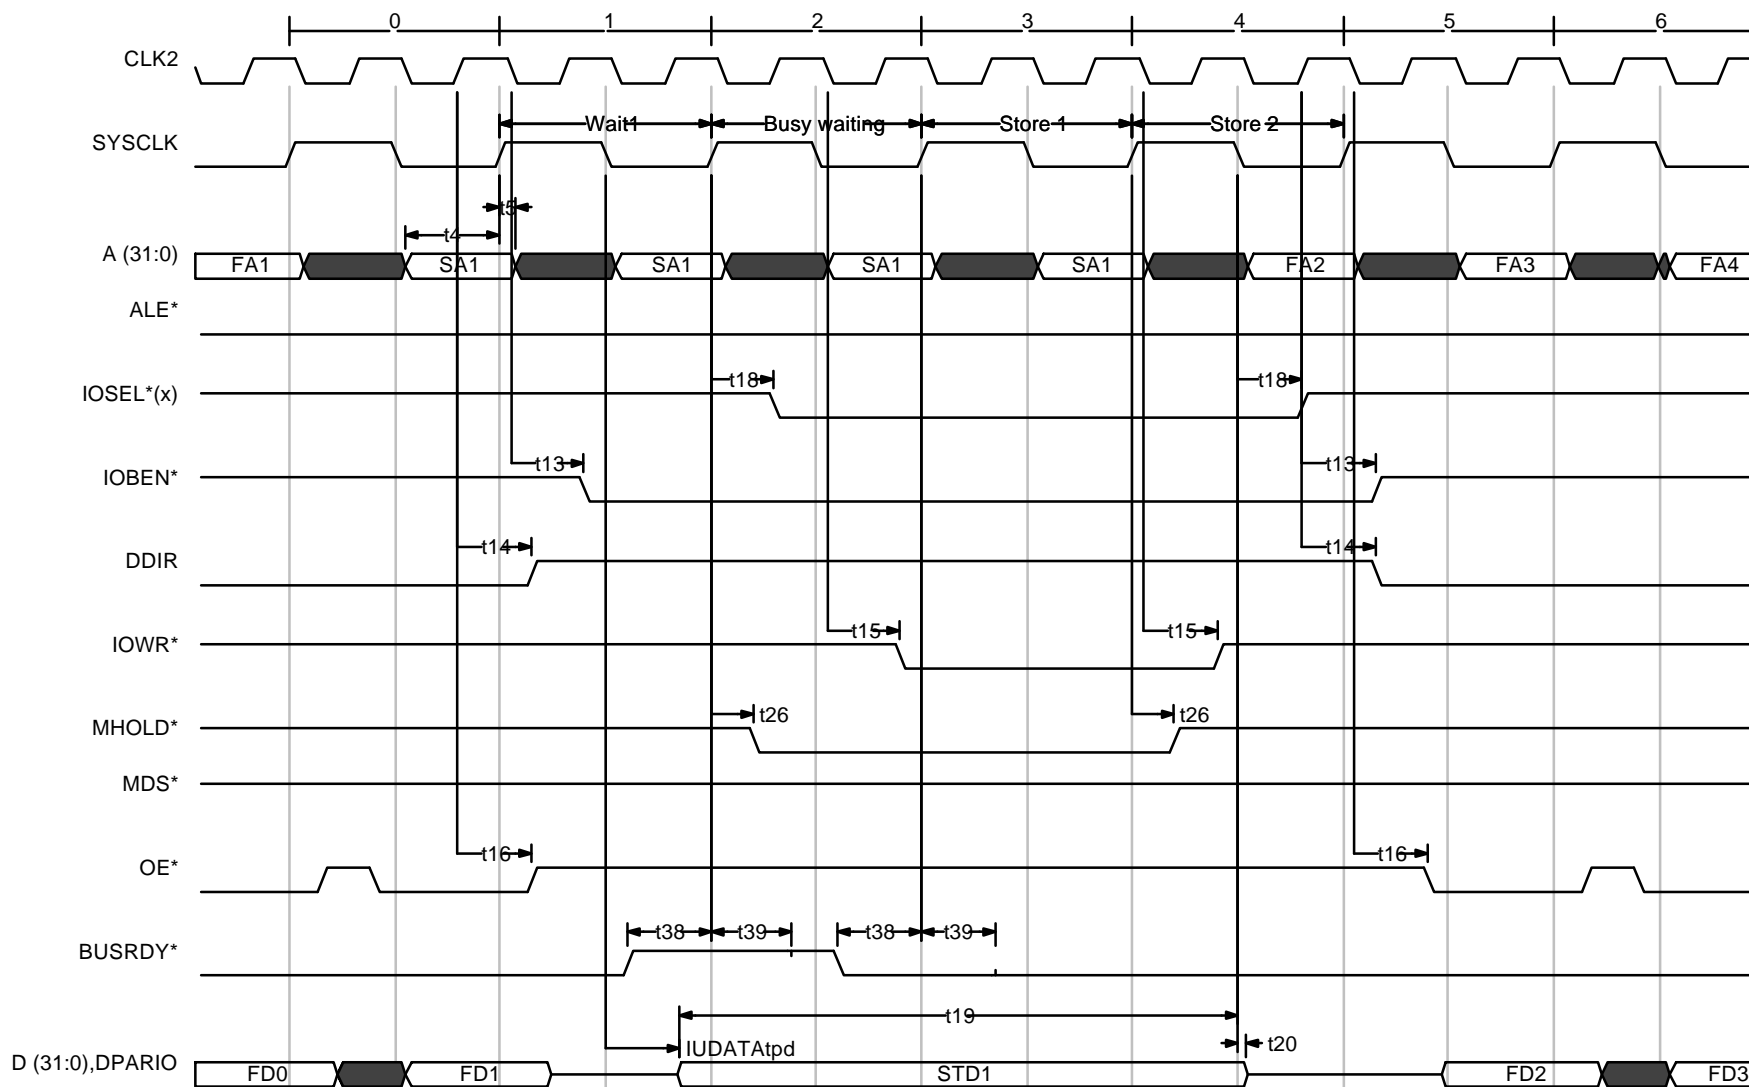 0 1 2 3 4 5 6
CLK2
Wait1 Busy waiting Store 1 Store 2
SYSCLK
t5
t4
A (31:0)
FA1 SA1 SA1 SA1 SA1 FA2 FA3 FA4
ALE*
t18 t18
IOSEL*(x)
t13 t13
IOBEN*
t14 t14
DDIR
t15 t15
IOWR*
t26 t26
MHOLD*
MDS*
t16 t16
OE*
t38 t39 t38 t39
BUSRDY*
t19
IUDATAtpd t20
D (31:0),DPARIO
FD0 FD1 STD1 FD2 FD3